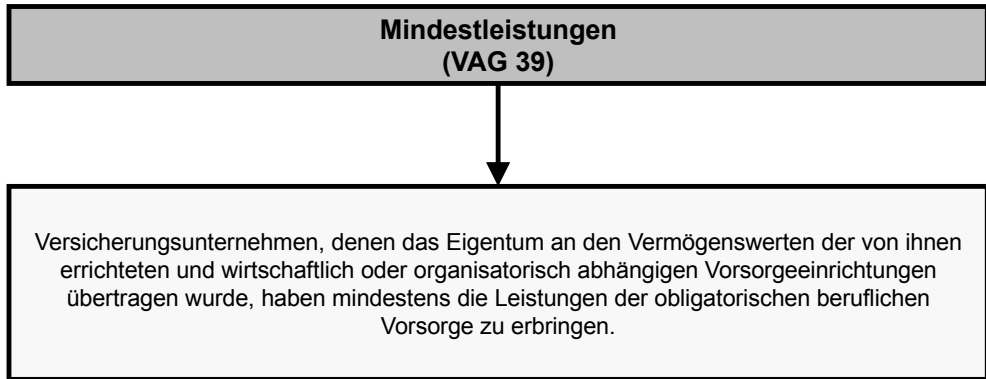 Mindestleistungen
(VAG 39)
Versicherungsunternehmen, denen das Eigentum an den Vermögenswerten der von ihnen
errichteten und wirtschaftlich oder organisatorisch abhängigen Vorsorgeeinrichtungen
übertragen wurde, haben mindestens die Leistungen der obligatorischen beruflichen
Vorsorge zu erbringen.